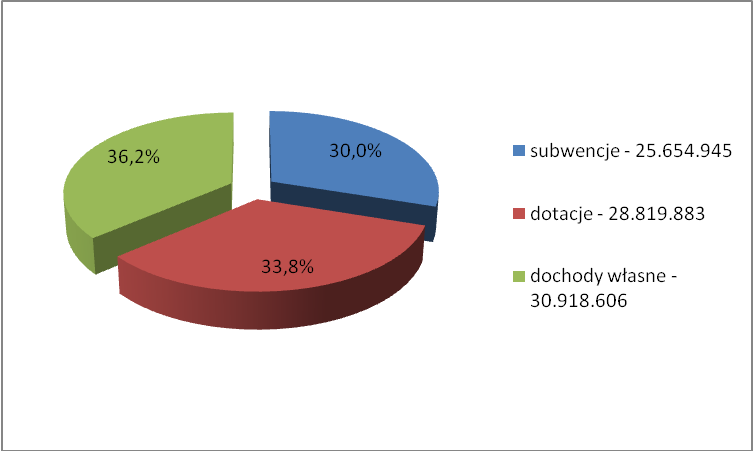 36,2%
30,0%
33,8%
subwencje - 25.654.945
dotacje - 28.819.883
dochody własne -
30.918.606